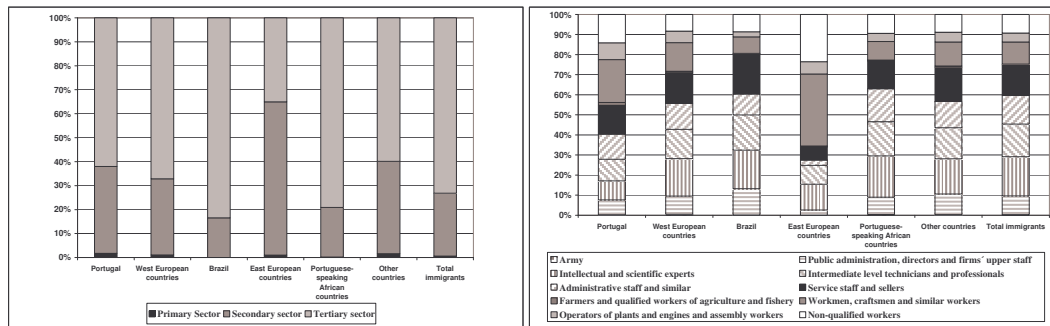 100%
90%
80%
70%
60%
50%
40%
30%
20%
10%
0%
Portugal West European countries Brazil East European countries Portuguese-speaking African countries Other countries Total immigrants
Primary Sector Secondary sector Tertiary sector
100%
90%
80%
70%
60%
50%
40%
30%
20%
10%
0%
Portugal West European countries Brazil East European countries Portuguese-speaking African countries Other countries Total immigrants
Army Public administration, directors and firms´ upper staff
Intellectual and scientific experts Intermediate level technicians and professionals
Administrative staff and similar Service staff and sellers
Farmers and qualified workers of agriculture and fishery Workmen, craftsmen and similar workers
Operators of plants and engines and assembly workers Non-qualified workers